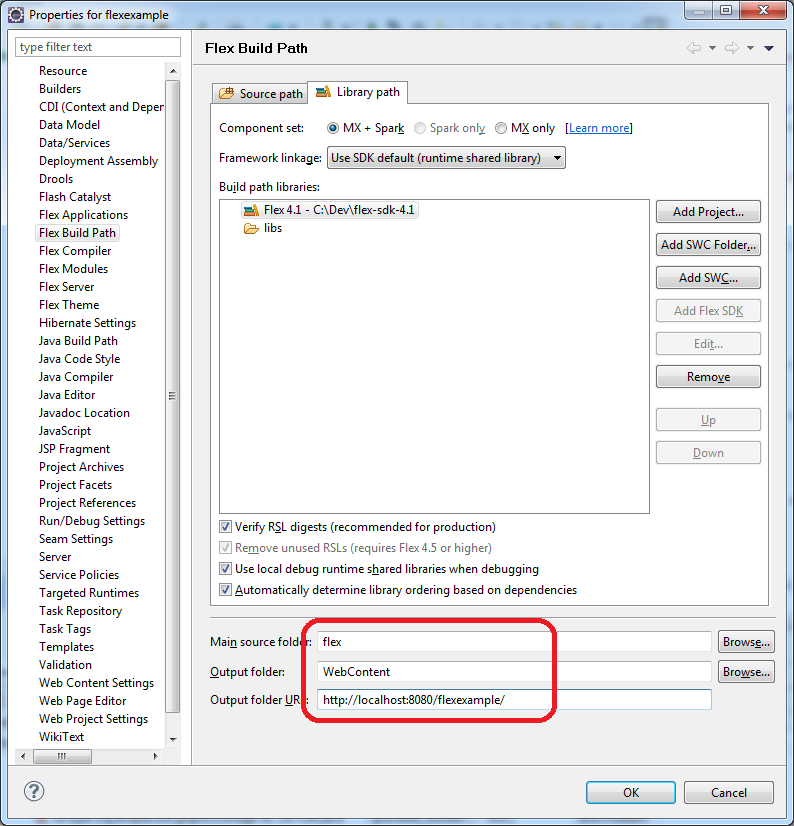 Properties for flexexample
type filter text
Resource
Builders
CDI (Context and Deper
Data Model
Data/Services
Deployment Assembly
Drools
Flash Catalyst
Flex Applications
Flex Build Path
Flex Compiler
Flex Modules
Flex Server
Flex Theme
Hibernate Settings
Java Build Path
Java Code Style
Java Compiler
Java Editor
Javadoc Location
JavaScript
JSP Fragment
Project Archives
Project Facets
Project References
Run/Debug Settings
Seam Settings
Server
Service Policies
Targeted Runtimes
Task Repository
Task Tags
Templates
Validation
Web Content Settings
Web Page Editor
Web Project Settings
WikiText
Flex Build Path
Source path Library path
Component set: MX + Spark Spark only MX only [Learn more]
Framework linkage: Use SDK default (runtime shared library)
Build path libraries:
Flex 4.1 - C:\Dev\flex-sdk-4.1
libs
Add Project...
Add SWC Folder...
Add SWC...
Add Flex SDK
Edit...
Remove
Up
Down
Verify RSL digests (recommended for production)
Remove unused RSLs (requires Flex 4.5 or higher)
Use local debug runtime shared libraries when debugging
Automatically determine library ordering based on dependencies
Main source folder: flex Browse...
Output folder: WebContent Browse...
Output folder URL: http://localhost:8080/flexexample/
OK Cancel